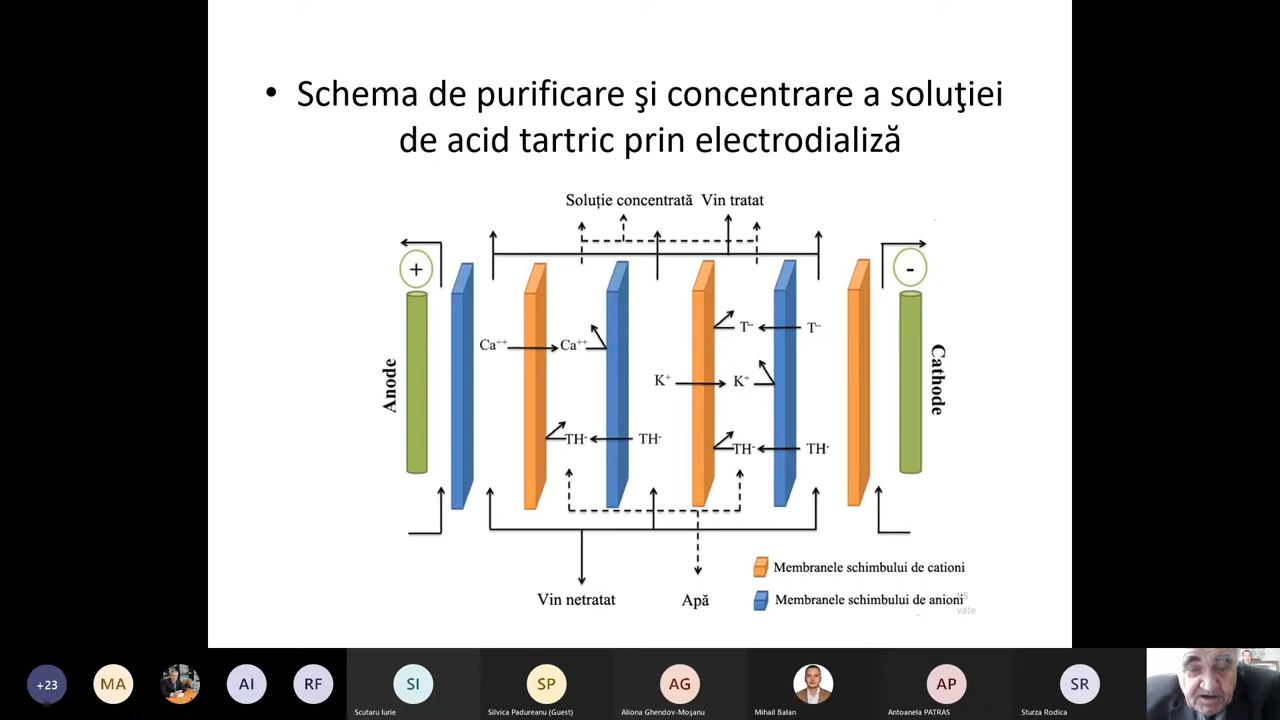 • Schema de purificare şi concentrare a soluţiei
de acid tartric prin electrodializă
Soluție concentrată Vin tratat
+
-
Anode
Cathode
Ca++ Ca++
T-- T--
K+ K+
TH- TH-
TH- TH-
Vin netratat
Apă
Membranele schimbului de cationi
Membranele schimbului de anioni
vate
+23
MA
AI
RF
SI
SP
AG
AP
SR
Scutaru Iurie
Silvica Padureanu (Guest)
Aliona Ghendov-Moşanu
Mihail Balan
Antoanela PATRAS
Sturza Rodica